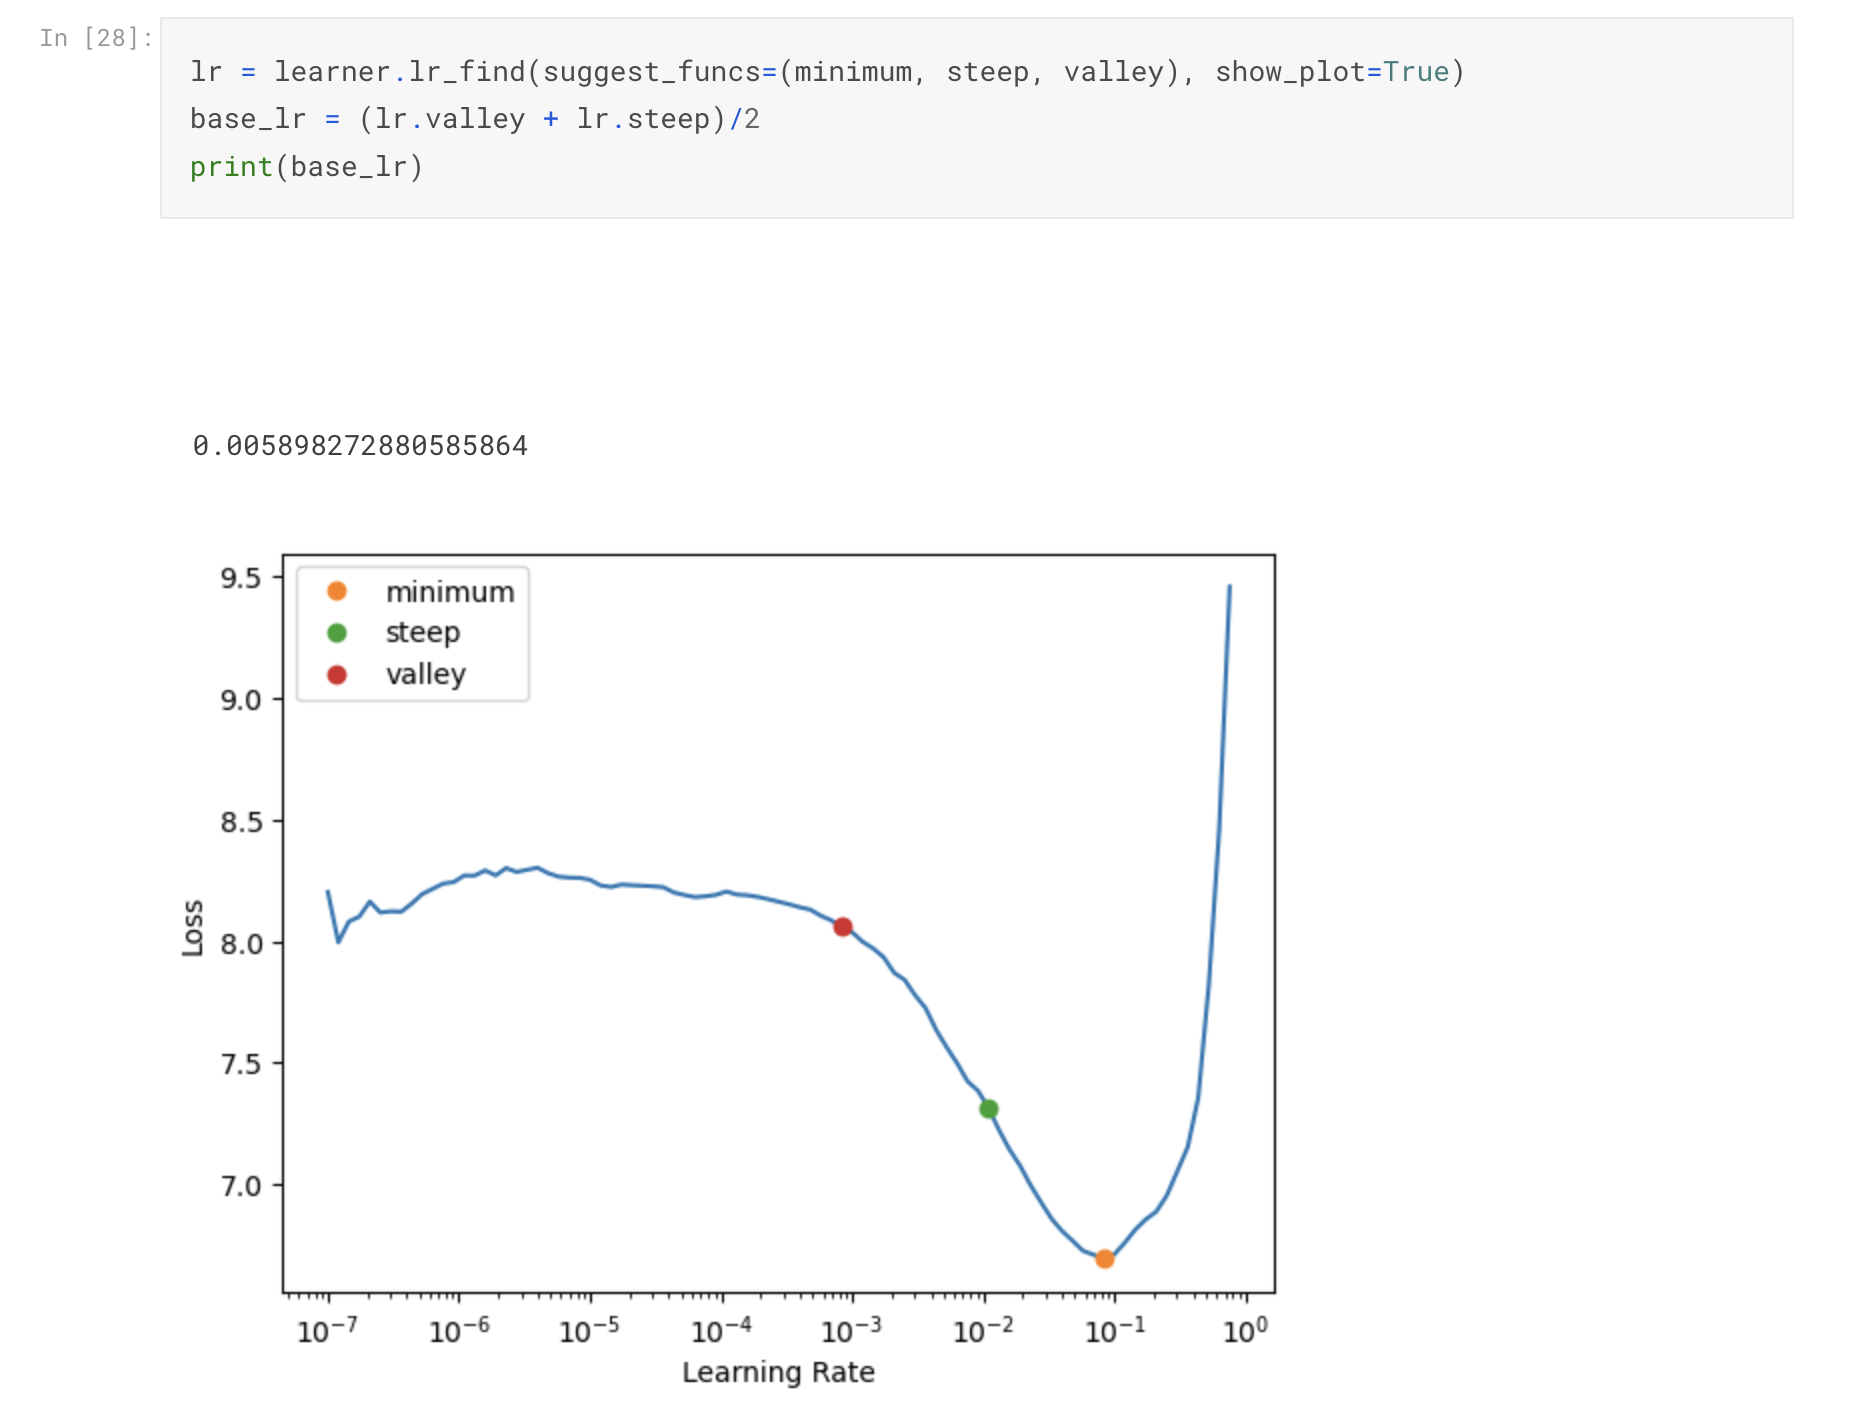 In [28]:
lr = learner.lr_find(suggest_funcs=(minimum, steep, valley), show_plot=True)
base_lr = (lr.valley + lr.steep)/2
print(base_lr)
0.005898272880585864
minimum
steep
valley
9.5
9.0
8.5
8.0
7.5
7.0
Loss
10⁻⁷ 10⁻⁶ 10⁻⁵ 10⁻⁴ 10⁻³ 10⁻² 10⁻¹ 10⁰
Learning Rate